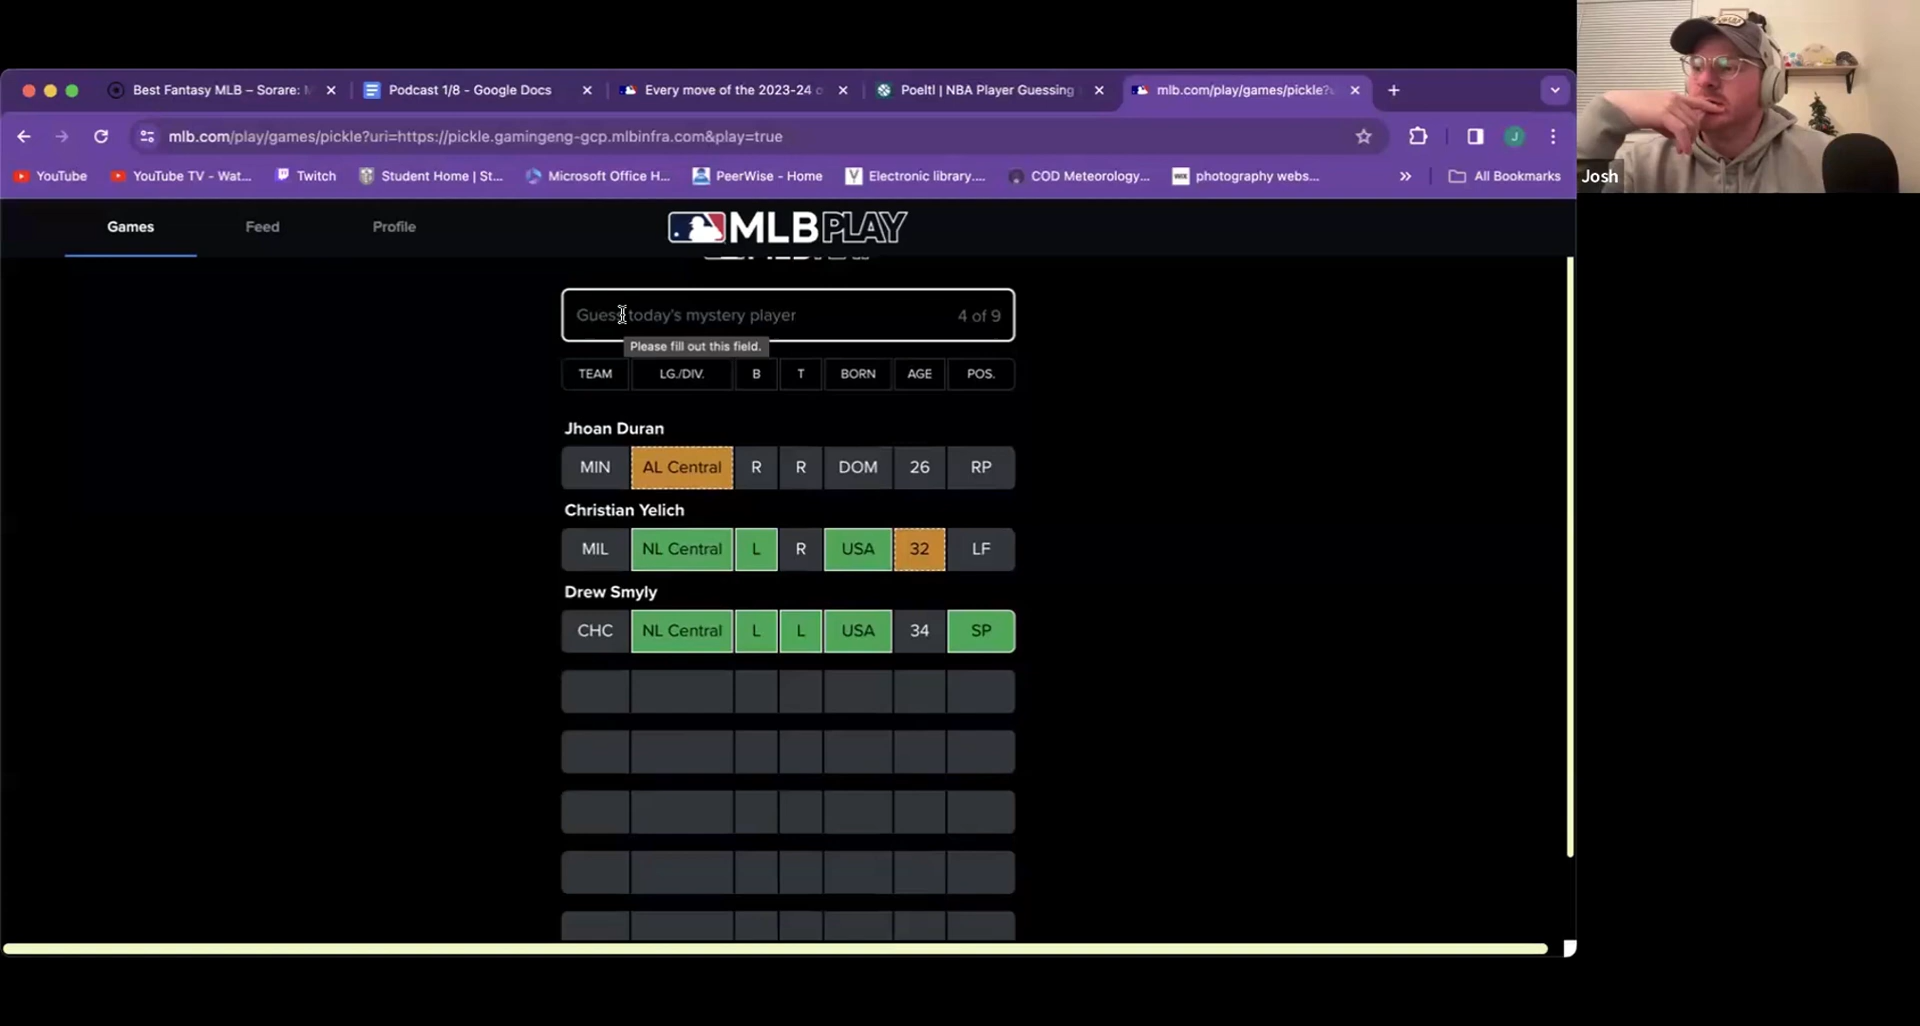 Best Fantasy MLB – Sorare: M
Podcast 1/8 - Google Docs
Every move of the 2023-24 o
Poeltl | NBA Player Guessing
mlb.com/play/games/pickle?u
mlb.com/play/games/pickle?uri=https://pickle.gamingeng-gcp.mlbinfra.com&play=true
J
YouTube
YouTube TV - Wat...
Twitch
Student Home | St...
Microsoft Office H...
PeerWise - Home
Electronic library....
COD Meteorology...
WIX
photography webs...
All Bookmarks
Josh
Games
Feed
Profile
MLB PLAY
Guess today's mystery player
4 of 9
Please fill out this field.
TEAM LG./DIV. B T BORN AGE POS.
Jhoan Duran
MIN AL Central R R DOM 26 RP
Christian Yelich
MIL NL Central L R USA 32 LF
Drew Smyly
CHC NL Central L L USA 34 SP